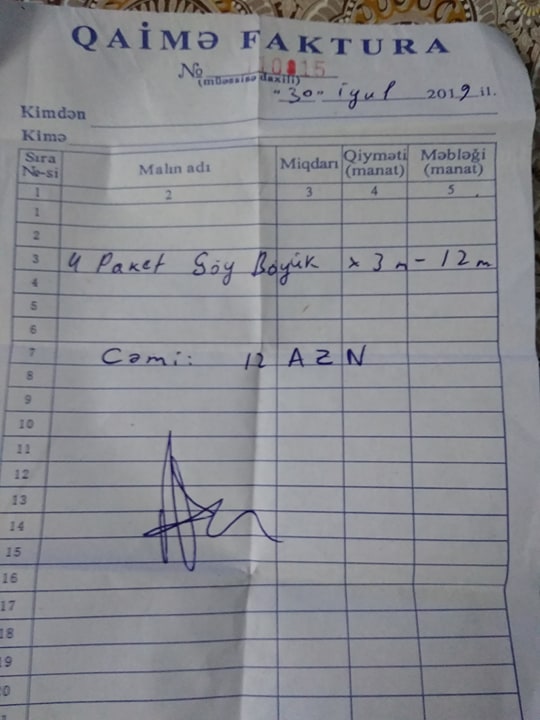 QAİMƏ FAKTURA
№
(müəssisə daxili)
"30" iyul 2019 il.
Kimdən
Kimə
Sıra №-si Malın adı Miqdarı Qiyməti (manat) Məbləği (manat)
1 2 3 4 5
1
2
3 4 Paket Söy Böyük x 3 m - 12 m
4
5
6
7 Cəmi: 12 AZN
8
9
10
11
12
13
14
15
16
17
18
19